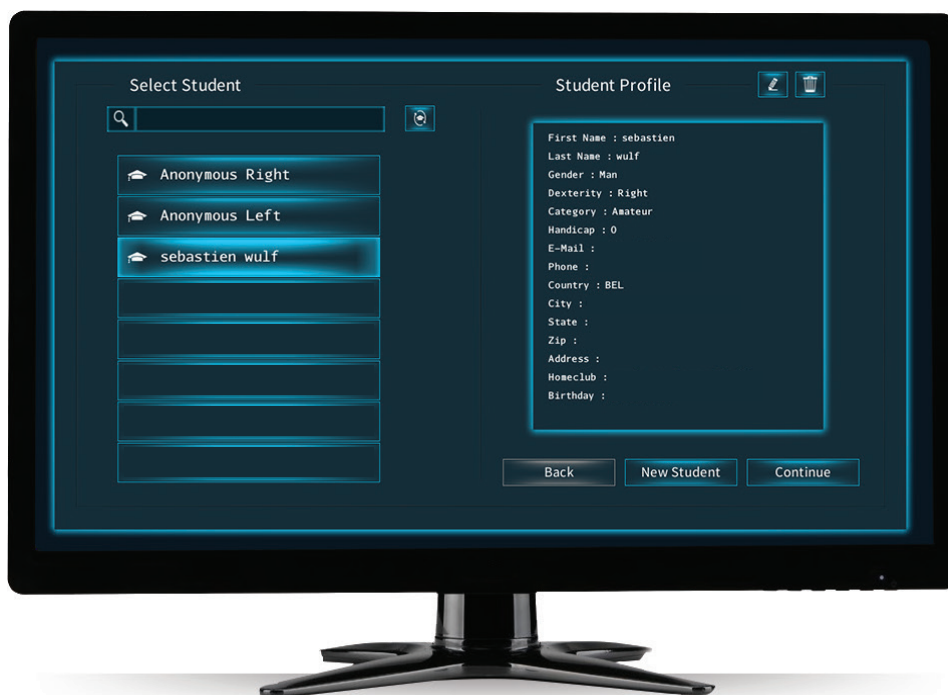 Select Student
Anonymous Right
Anonymous Left
sebastien wulf
Student Profile
First Name : sebastien
Last Name : wulf
Gender : Man
Dexterity : Right
Category : Amateur
Handicap : 0
E-Mail :
Phone :
Country : BEL
City :
State :
Zip :
Address :
Homeclub :
Birthday :
Back
New Student
Continue